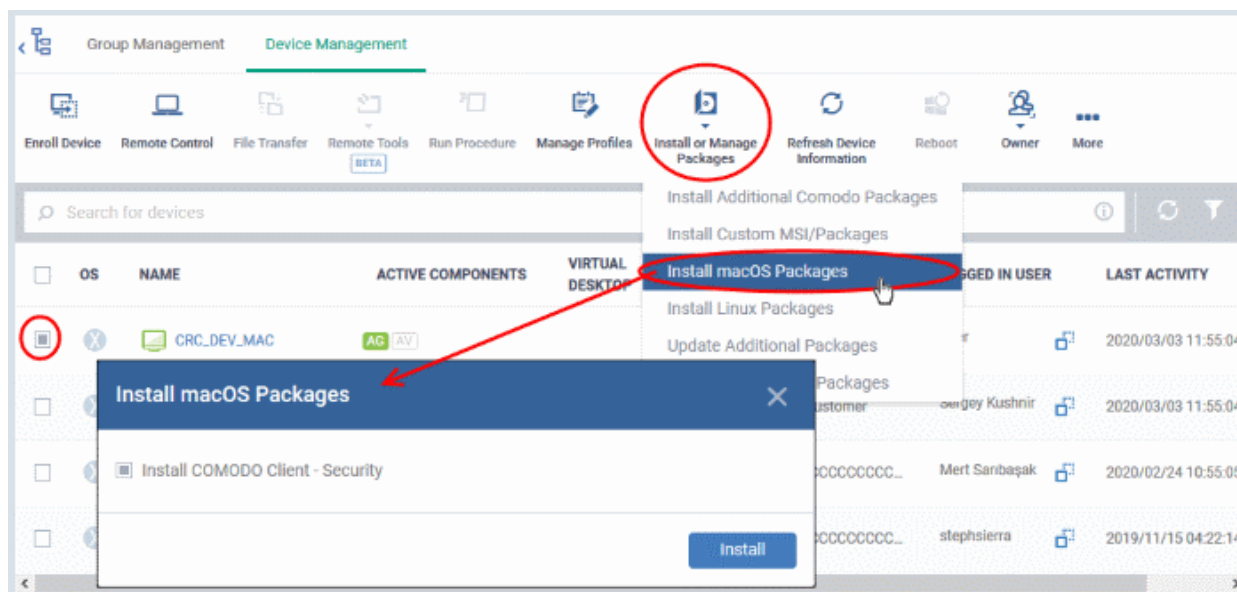 Group Management Device Management
Enroll Device Remote Control File Transfer Remote Tools Run Procedure Manage Profiles Install or Manage Packages Refresh Device Information Reboot Owner More
BETA
Search for devices
Install Additional Comodo Packages
Install Custom MSI/Packages
Install macOS Packages
Install Linux Packages
Update Additional Packages
Packages
OS NAME ACTIVE COMPONENTS VIRTUAL DESKTOP GGED IN USER LAST ACTIVITY
CRC_DEV_MAC AG AV 2020/03/03 11:55:04
ustomer Sergey Kushnir 2020/03/03 11:55:04
CCCCCCCCC... Mert Sarıbaşak 2020/02/24 10:55:05
CCCCCCCCC... stephsierra 2019/11/15 04:22:14
Install macOS Packages
Install COMODO Client - Security
Install